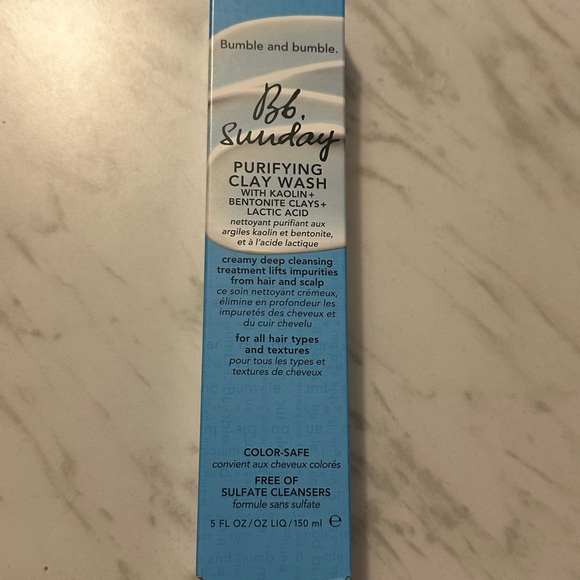 Bumble and bumble.
Bb.
Sunday
PURIFYING
CLAY WASH
WITH KAOLIN+
BENTONITE CLAYS+
LACTIC ACID
nettoyant purifiant aux
argiles kaolin et bentonite,
et à l'acide lactique
creamy deep cleansing
treatment lifts impurities
from hair and scalp
ce soin nettoyant crémeux,
élimine en profondeur les
impuretés des cheveux et
du cuir chevelu
for all hair types
and textures
pour tous les types et
textures de cheveux
COLOR-SAFE
convient aux cheveux colorés
FREE OF
SULFATE CLEANSERS
formule sans sulfate
5 FL OZ/OZ LIQ/150 ml e